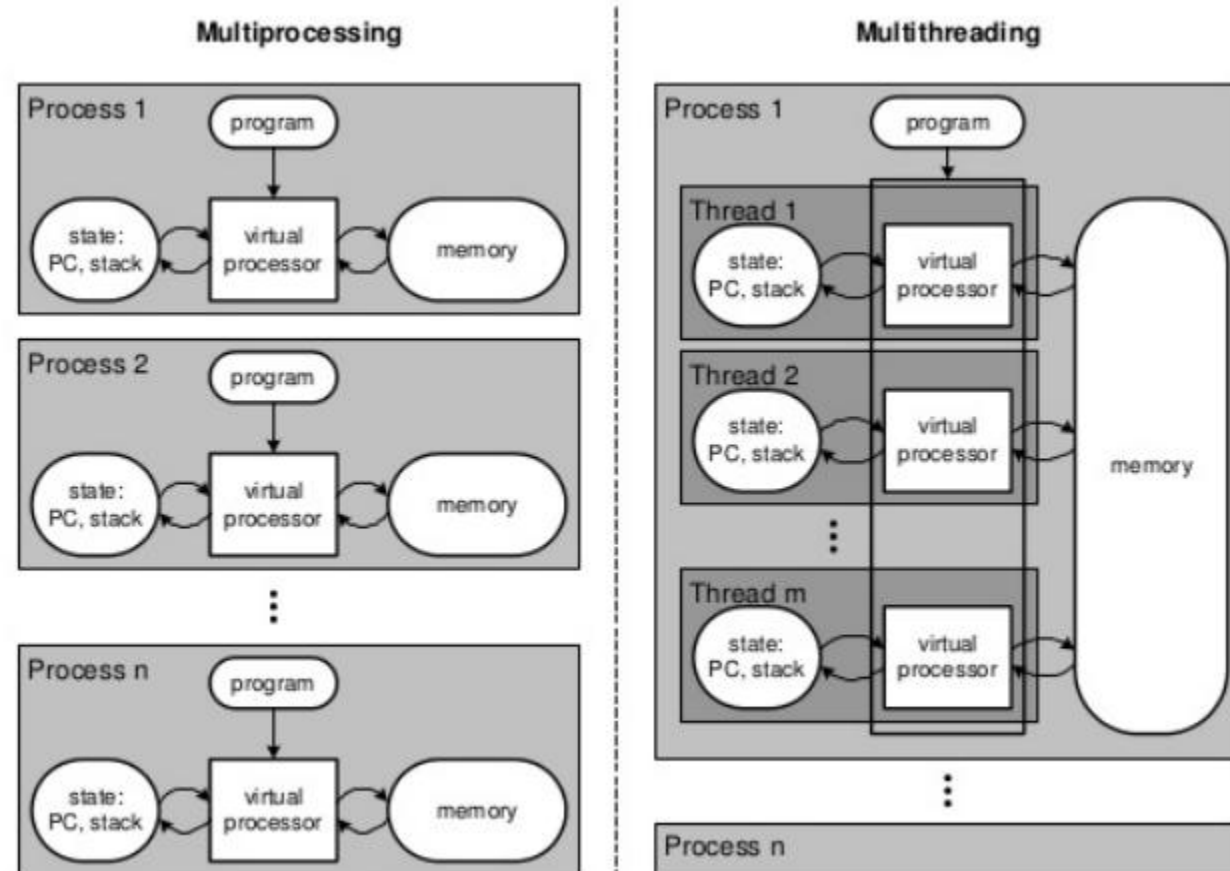 Multiprocessing
Process 1
program
state:
PC, stack
virtual
processor
memory
Process 2
program
state:
PC, stack
virtual
processor
memory
Process n
program
state:
PC, stack
virtual
processor
memory
Multithreading
Process 1
program
Thread 1
state:
PC, stack
virtual
processor
Thread 2
state:
PC, stack
virtual
processor
memory
Thread m
state:
PC, stack
virtual
processor
Process n